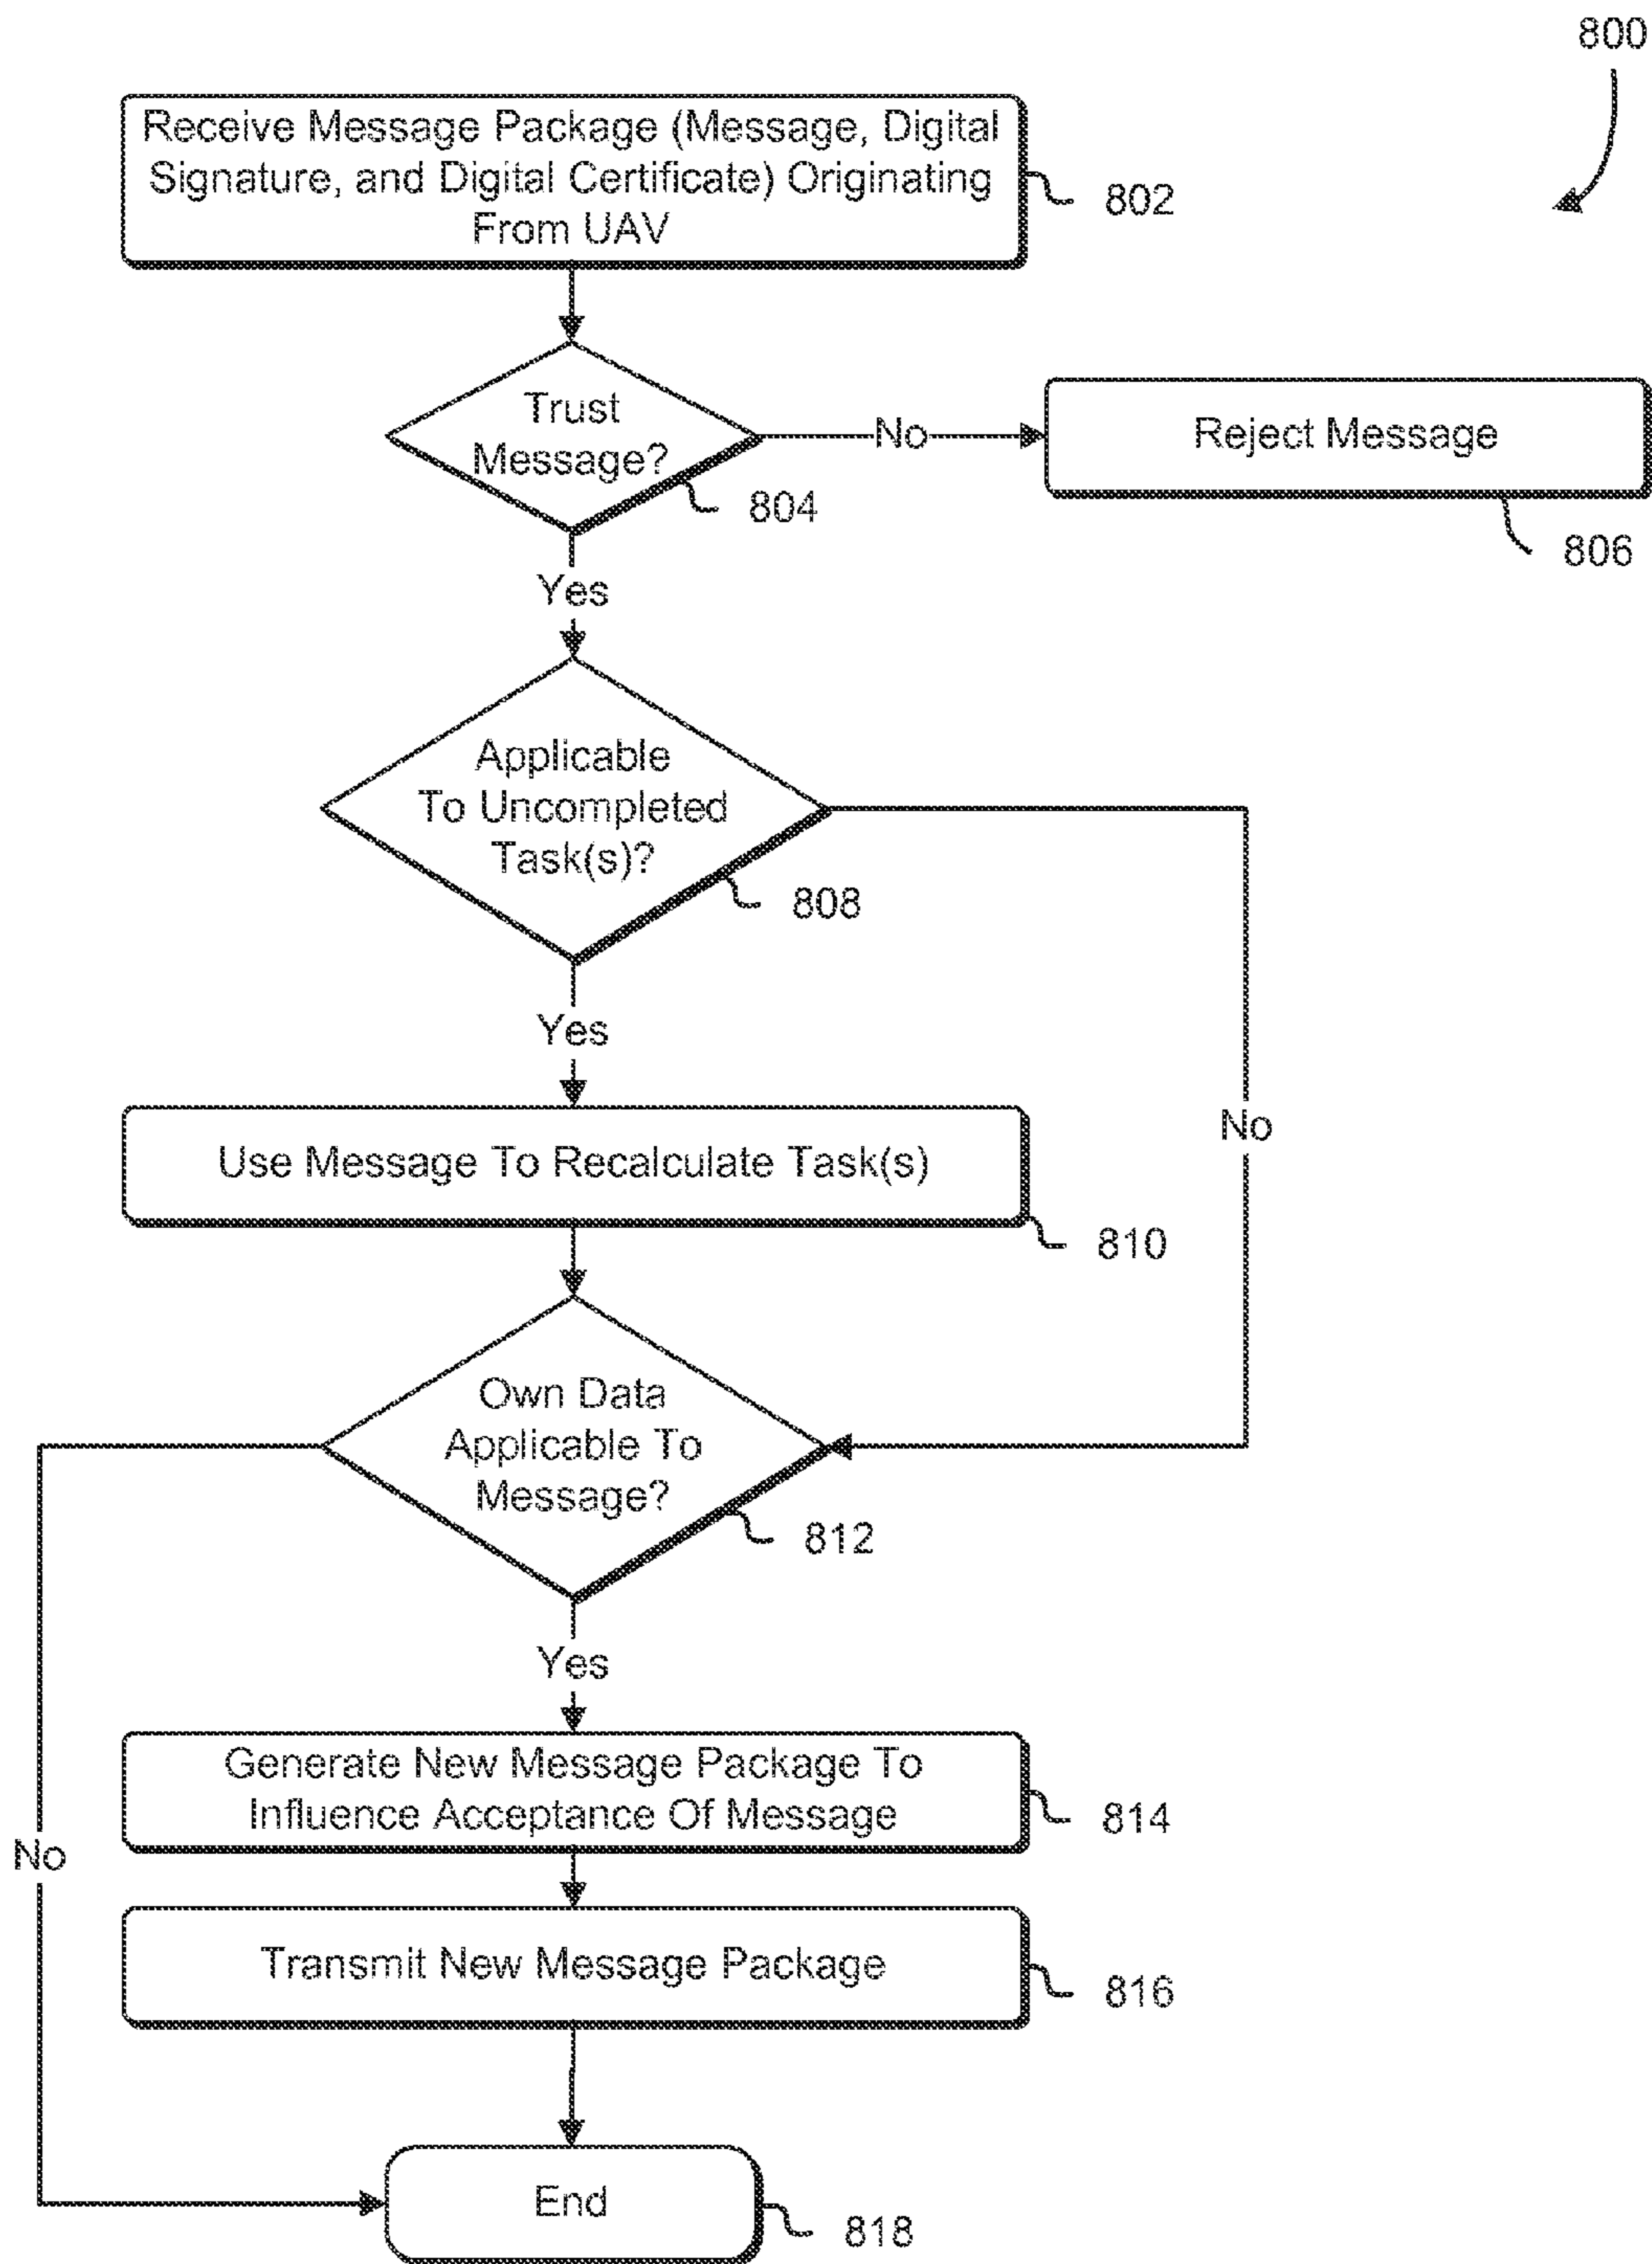 800
Receive Message Package (Message, Digital
Signature, and Digital Certificate) Originating
From UAV
802
Trust
Message?
804
No
Reject Message
806
Yes
Applicable
To Uncompleted
Task(s)?
808
Yes
No
Use Message To Recalculate Task(s)
810
Own Data
Applicable To
Message?
812
Yes
No
Generate New Message Package To
Influence Acceptance Of Message
814
Transmit New Message Package
816
End
818